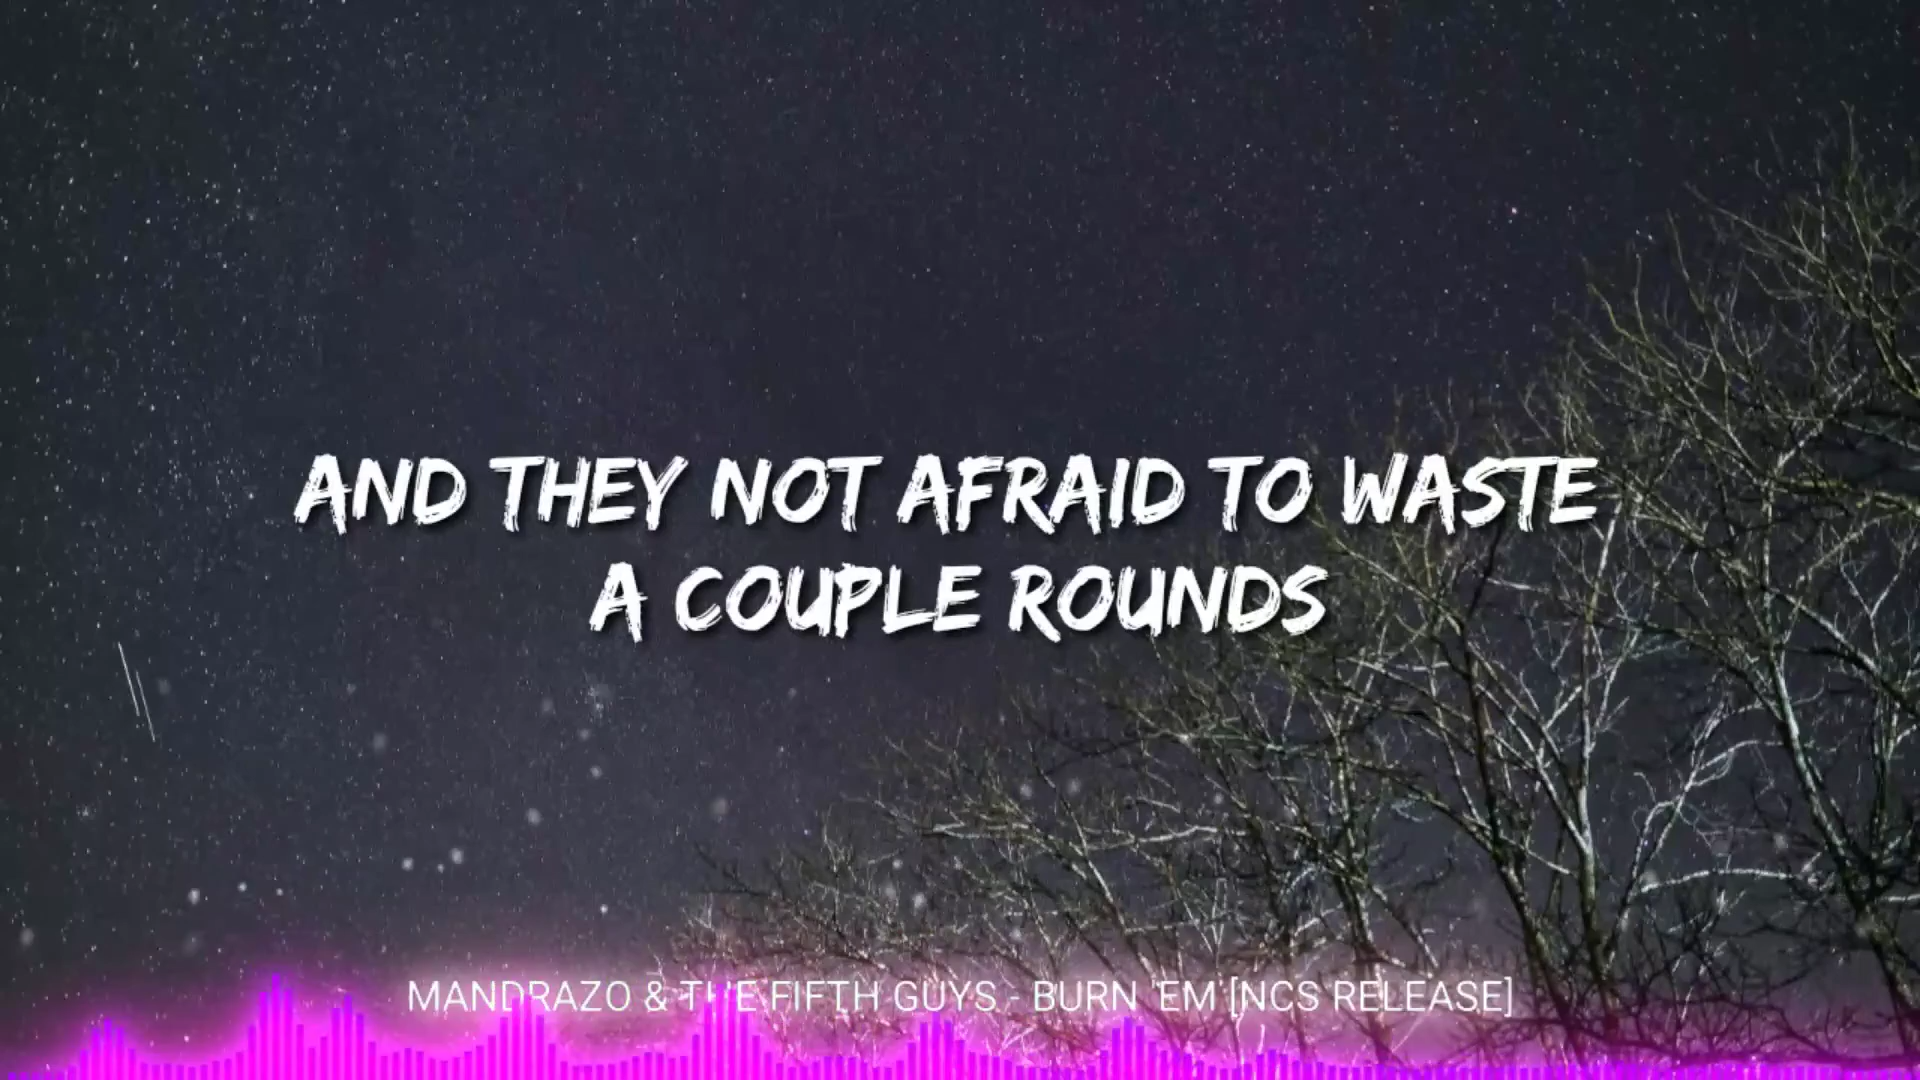 AND THEY NOT AFRAID TO WASTE
A COUPLE ROUNDS
MANDRAZO & THE FIFTH GUYS - BURN 'EM [NCS RELEASE]